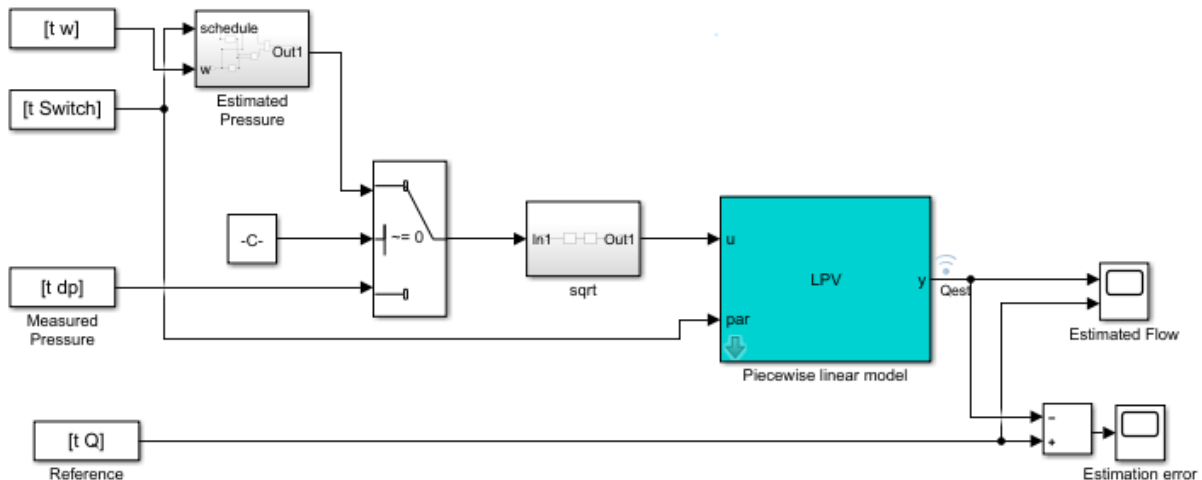 [t w]
schedule
Out1
w
[t Switch]
Estimated
Pressure
-C-
~= 0
In1
Out1
sqrt
u
LPV
y
par
Piecewise linear model
Qest
Estimated Flow
[t dp]
Measured
Pressure
[t Q]
Reference
−
+
Estimation error